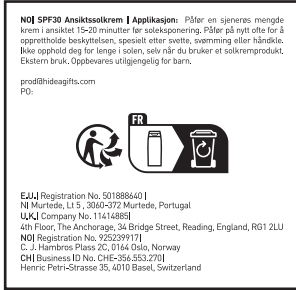 NO| SPF30 Ansiktssolkrem | Applikasjon: Påfør en sjenerøs mengde
krem i ansiktet 15-20 minutter før soleksponering. Påfør på nytt ofte for å
opprettholde beskyttelsen, spesielt etter svette, svømming eller håndkle.
Ikke opphold deg for lenge i solen, selv når du bruker et solkremprodukt.
Ekstern bruk. Oppbevares utilgjengelig for barn.
prod@hideagifts.com
PO:
FR
E.U.| Registration No. 501888640 |
NI Murtede, Lt 5 , 3060-372 Murtede, Portugal
U.K.| Company No. 11414885|
4th Floor, The Anchorage, 34 Bridge Street, Reading, England, RG1 2LU
NO| Registration No. 925239917|
C. J. Hambros Plass 2C, 0164 Oslo, Norway
CH| Business ID No. CHE-356.553.270|
Henric Petri-Strasse 35, 4010 Basel, Switzerland